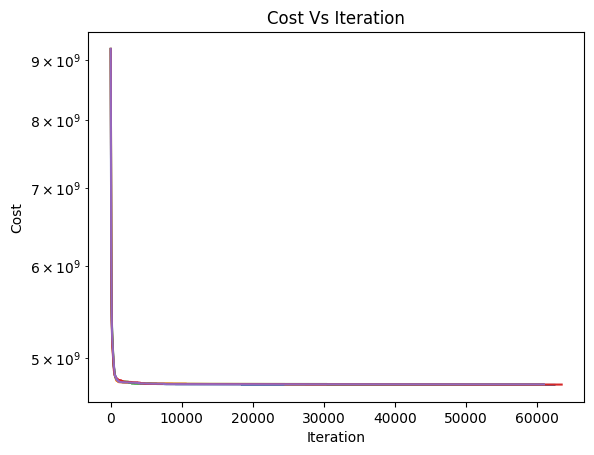 Cost Vs Iteration
9 × 10⁹
8 × 10⁹
7 × 10⁹
6 × 10⁹
5 × 10⁹
Cost
0 10000 20000 30000 40000 50000 60000
Iteration